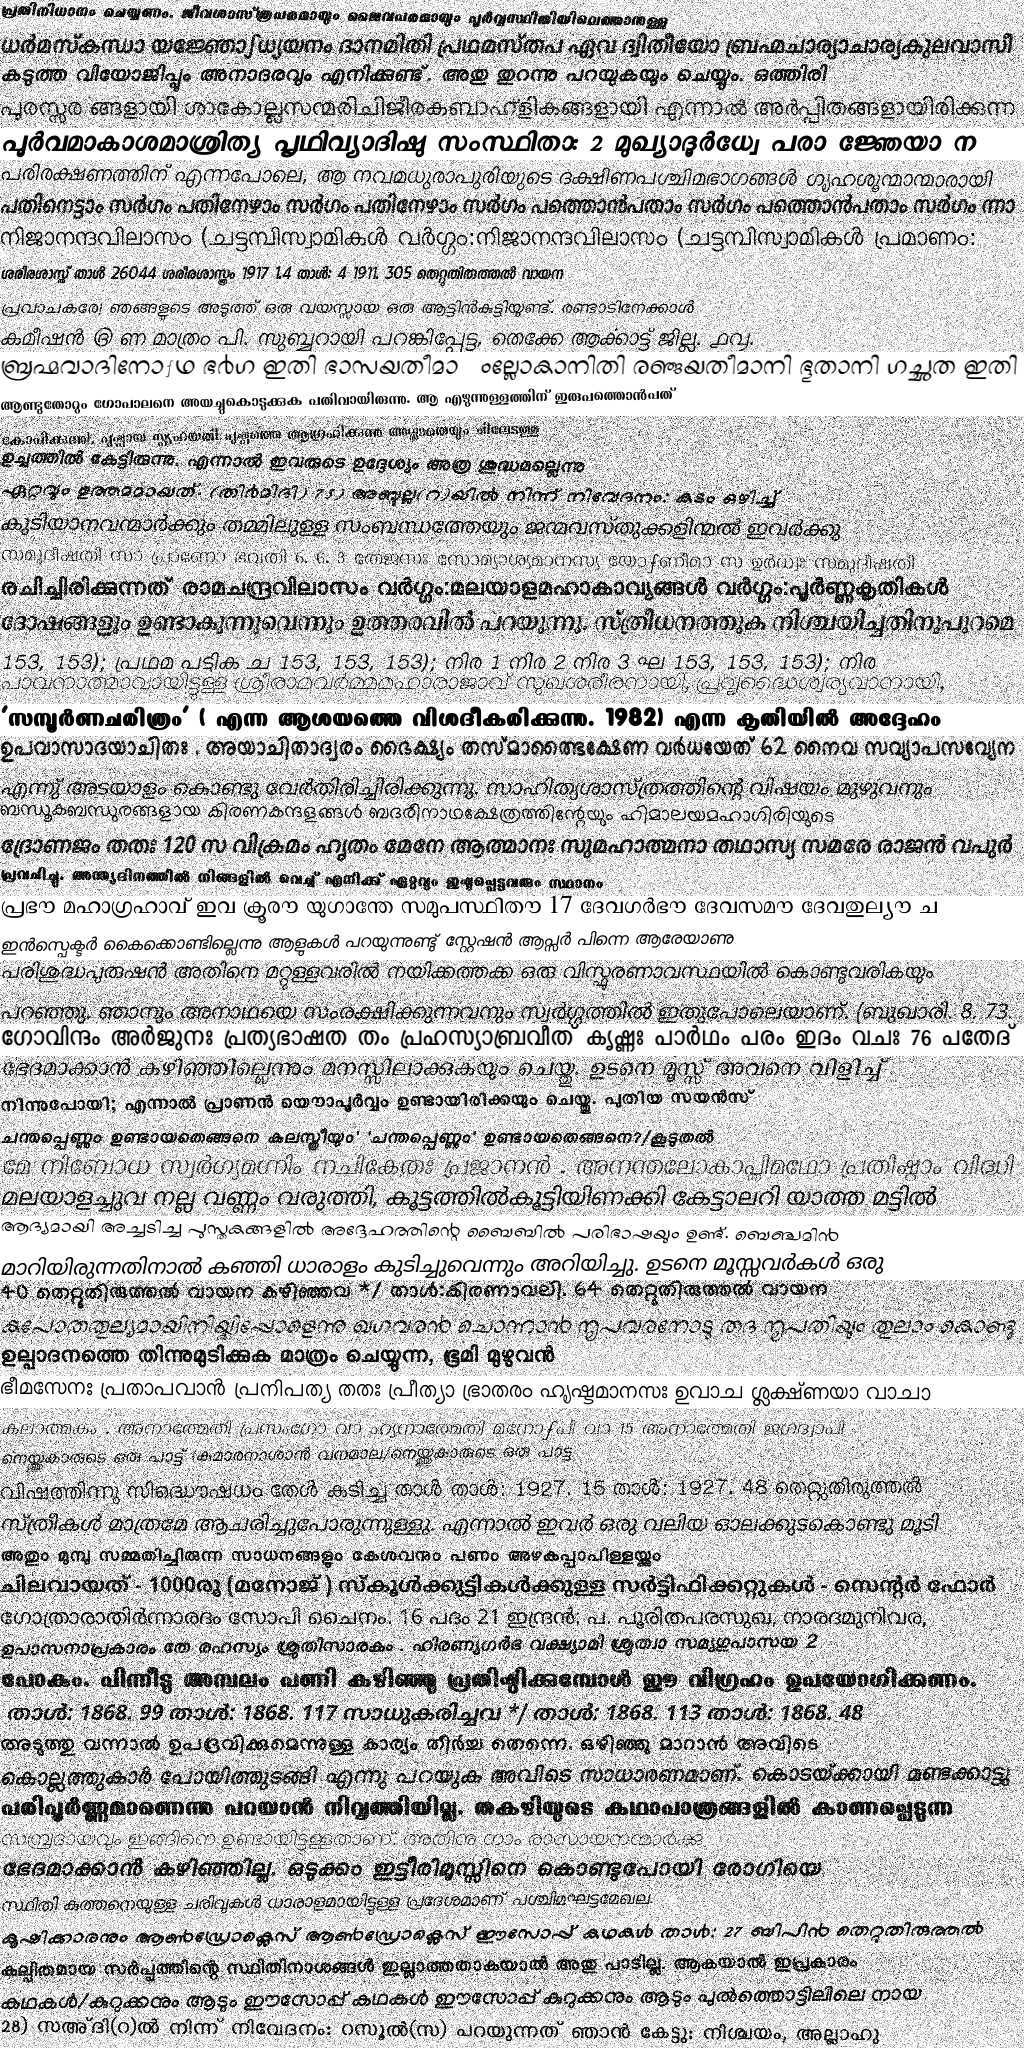 പ്രതിനിധാനം ചെയ്യണം. ജീവശാസ്ത്രപരമായും ജൈവപരമായും പൂർവ്വസ്ഥിതിയിലെത്താനുള്ള
ധർമസ്കന്ധാ യജ്ഞോഽധ്യയനം ദാനമിതി പ്രഥമസ്തപ ഏവ ദ്വിതീയോ ബ്രഹ്മചാര്യാചാര്യകുലവാസീ
കടുത്ത വിയോജിപ്പും അനാദരവും എനിക്കുണ്ട്. അതു തുറന്നു പറയുകയും ചെയ്യും. ഒത്തിരി
പുരസ്സര ങ്ങളായി ശാകോല്ലസന്മരിചിജീരകബാഹ്ളികങ്ങളായി എന്നാൽ അർപ്പിതങ്ങളായിരിക്കുന്ന
പൂർവമാകാശമാശ്രിത്യ പൃഥിവ്യാദിഷു സംസ്ഥിതാഃ 2 മുഖ്യാദൂർധ്വേ പരാ ജ്ഞേയാ ന
പരിരക്ഷണത്തിന് എന്നപോലെ, ആ നവമധുരാപുരിയുടെ ദക്ഷിണപശ്ചിമഭാഗങ്ങൾ ഗൃഹശൂന്മാന്മാരായി
പതിനെട്ടാം സർഗം പതിനേഴാം സർഗം പതിനേഴാം സർഗം പത്തൊൻപതാം സർഗം പത്തൊൻപതാം സർഗം ന്നാ
നിജാനന്ദവിലാസം (ചട്ടമ്പിസ്വാമികൾ വർഗ്ഗം:നിജാനന്ദവിലാസം (ചട്ടമ്പിസ്വാമികൾ പ്രമാണം:
ശരീരശാസ്ത്ര് താൾ 26044 ശരീരശാസ്ത്രം 1917 1.4 താൾ: 4 1911. 305 തെറ്റുതിരുത്തൽ വായന
പ്രവാചകരേ! ഞങ്ങളുടെ അടുത്ത് ഒരു വയസ്സായ ഒരു ആട്ടിൻകുട്ടിയുണ്ട്. രണ്ടാടിനേക്കാൾ
കമീഷൻ ൫ ണ മാത്രം പി. സുബ്ബറായി പറങ്കിപ്പേട്ട, തെക്കേ ആക്കാട്ട് ജില്ല. ഫവൃ.
ബ്രഹ്മവാദിനോഽഥ ഭർഗ ഇതി ഭാസയതീമാ ംല്ലോകാനിതി രഞ്ജയതീമാനി ഭൂതാനി ഗച്ഛത ഇതി
ആണ്ടുതോറും ഗോപാലനെ അയച്ചുകൊടുക്കുക പതിവായിരുന്നു. ആ എഴുന്നള്ളത്തിന് ഇരുപത്തൊൻപത്
കോപിക്കുന്നു. പുഷ്പായ സ്പൃഹയതി പുഷ്പത്തെ ആഗ്രഹിക്കുന്നു
ഉച്ചത്തിൽ കേട്ടിരുന്നു. എന്നാൽ ഇവരുടെ ഉദ്ദേശ്യം അത്ര ശുദ്ധമല്ലെന്നു
ഏറ്റവും ഉത്തമമായത്. (തിർമിദി) 75) അബൂല്ല(റ)യിൽ നിന്ന് നിവേദനം: കടം ഒഴിച്ച്
കുടിയാനവന്മാർക്കും തമ്മിലുള്ള സംബന്ധത്തേയും ജന്മവസ്തുക്കളിന്മൽ ഇവർക്കു
സമുദീഷതി സാ പ്രാണോ ഭവതി 6. 6. 3 തേജസഃ സോമ്യാശ്യമാനസ്യ യോഽണിമാ സ ഉർധ്വഃ സമുദീഷതി
രചിച്ചിരിക്കുന്നത് രാമചന്ദ്രവിലാസം വർഗ്ഗം:മലയാളമഹാകാവ്യങ്ങൾ വർഗ്ഗം:പൂർണ്ണകൃതികൾ
ദോഷങ്ങളും ഉണ്ടാകുന്നുവെന്നും ഉത്തരവിൽ പറയുന്നു. സ്ത്രീധനത്തുക നിശ്ചയിച്ചതിനുപുറമെ
153, 153); പ്രഥമ പടിക ച 153, 153, 153); നിര 1 നിര 2 നിര 3 ഘ 153, 153, 153); നിര
പാവനാത്മാവായിട്ടുള്ള ശ്രീരാമവർമ്മമഹാരാജാവ് സുഖശരീരനായി, പ്രവൃദ്ധൈശ്വര്യവാനായി,
'സമ്പൂർണചരിത്രം' ( എന്ന ആശയത്തെ വിശദീകരിക്കുന്നു. 1982) എന്ന കൃതിയിൽ അദ്ദേഹം
ഉപവാസാദയാചിതഃ . അയാചിതാദ്വരം ഭൈക്ഷ്യം തസ്മാത്ഭൈക്ഷേണ വർധയേത് 62 നൈവ സവ്യാപസവ്യേന
എന്നു് അടയാളം കൊണ്ടു വേർതിരിച്ചിരിക്കുന്നു. സാഹിത്യശാസ്ത്രത്തിന്റെ വിഷയം മുഴുവനും
ബന്ധൂകബന്ധുരങ്ങളായ കിരണകന്ദളങ്ങൾ ബദരീനാഥക്ഷേത്രത്തിന്റേയും ഹിമാലയമഹാഗിരിയുടെ
ദ്രോണജം തതഃ 120 സ വിക്രമം ഹൃതം മേനേ ആത്മാനഃ സുമഹാത്മനാ തഥാസ്യ സമരേ രാജൻ വപുർ
പ്രവചിച്ചു. അന്ത്യദിനത്തിൽ നിങ്ങളിൽ വെച്ച് എനിക്ക് ഏറ്റവും ഇഷ്ടപ്പെട്ടവരും സ്ഥാനം
പ്രഭൗ മഹാഗ്രഹാവ് ഇവ ക്രൂരൗ യുഗാന്തേ സമുപസ്ഥിതൗ 17 ദേവഗർഭൗ ദേവസമൗ ദേവതുല്യൗ ച
ഇൻസ്പെക്ടർ കൈക്കൊണ്ടില്ലെന്നു ആളുകൾ പറയുന്നുണ്ട് സ്റ്റേഷൻ ആപ്സർ പിന്നെ ആരേയാണു
പരിശുദ്ധപുരുഷൻ അതിനെ മറ്റുള്ളവരിൽ നയിക്കത്തക്ക ഒരു വിസ്ഫുരണാവസ്ഥയിൽ കൊണ്ടുവരികയും
പറഞ്ഞു. ഞാനും അനാഥയെ സംരക്ഷിക്കുന്നവനും സ്വർഗ്ഗത്തിൽ ഇതുപോലെയാണ്. (ബുഖാരി. 8. 73.
ഗോവിന്ദം അർജുനഃ പ്രത്യഭാഷത തം പ്രഹസ്യാബ്രവീത് കൃഷ്ണഃ പാർഥം പരം ഇദം വചഃ 76 പതേദ്
ഭേദമാക്കാൻ കഴിഞ്ഞില്ലെന്നും മനസ്സിലാക്കുകയും ചെയ്തു. ഉടനെ മൂസ്സ് അവനെ വിളിച്ച്
നിന്നുപോയി; എന്നാൽ പ്രാണൻ യൌാപൂർവ്വം ഉണ്ടായിരിക്കയും ചെയ്തു. പുതിയ സയൻസ്
ചന്തപ്പെണ്ണും ഉണ്ടായതെങ്ങനെ കുലസ്ത്രീയും' 'ചന്തപ്പെണ്ണും' ഉണ്ടായതെങ്ങനെ?/കൂടുതൽ
മേ നിബോധ സ്വർഗ്യമഗ്നിം നചികേതഃ പ്രജാനൻ . അനന്തലോകാപ്തിമഥോ പ്രതിഷ്ഠാം വിദ്ധി
മലയാളച്ചുവ നല്ല വണ്ണം വരുത്തി, കൂട്ടത്തിൽകൂട്ടിയിണക്കി കേട്ടാലറി യാത്ത മട്ടിൽ
ആദ്യമായി അച്ചടിച്ച പുസ്തകങ്ങളിൽ അദ്ദേഹത്തിന്റെ ബൈബിൽ പരിഭാഷയും ഉണ്ട്. ബെഞ്ചമിൻ
മാറിയിരുന്നതിനാൽ കഞ്ഞി ധാരാളം കുടിച്ചുവെന്നും അറിയിച്ചു. ഉടനെ മൂസ്സവർകൾ ഒരു
40 തെറ്റുതിരുത്തൽ വായന കഴിഞ്ഞവ */ താൾ:കിരണാവലി. 64 തെറ്റുതിരുത്തൽ വായന
കപോതതുല്യമായിനിയ്ക്കിപ്പോളെന്നു ഖഗവരൻ ചൊന്നാൻ നൃപവരനോടു തദ നൃപതിയും തുലാം കൊണ്ടു
ഉല്പാദനത്തെ തിന്നുമുടിക്കുക മാത്രം ചെയ്യുന്ന, ഭൂമി മുഴുവൻ
ഭീമസേനഃ പ്രതാപവാൻ പ്രനിപത്യ തതഃ പ്രീത്യാ ഭ്രാതരം ഹൃഷ്ടമാനസഃ ഉവാച ശ്ലക്ഷ്ണയാ വാചാ
കലാത്മകം . അനാത്മേതി പ്രസംഗോ വാ ഹ്യനാത്മേതി മനോഽപി വാ 15 അനാത്മേതി ജഗദ്വാപി
നെയ്ത്തുകാരുടെ ഒരു പാട്ട് (കുമാരനാശാൻ വനമാല/നെയ്ത്തുകാരുടെ ഒരു പാട്ടു
വിഷത്തിന്നു സിദ്ധൌഷധം തേൾ കടിച്ച താൾ താൾ: 1927. 15 താൾ: 1927. 48 തെറ്റുതിരുത്തൽ
സ്ത്രീകൾ മാത്രമേ ആചരിച്ചുപോരുന്നുള്ളു. എന്നാൽ ഇവർ ഒരു വലിയ ഓലക്കുടകൊണ്ടു മൂടി
അതും മുമ്പു സമ്മതിച്ചിരുന്ന സാധനങ്ങളും കേശവനും പണം അഴകപ്പാപിള്ളയ്ക്കും
ചിലവായത് - 1000രൂ (മനോജ് ) സ്കൂൾക്കുട്ടികൾക്കുള്ള സർട്ടിഫിക്കറ്റുകൾ - സെന്റർ ഫോർ
ഗോത്രാരാതിർന്നാരദം സോപി ചൈനം. 16 പദം 21 ഇന്ദ്രൻ; പ. പൂരിതപരസുഖ, നാരദമുനിവര,
ഉപാസനാപ്രകാരം തേ രഹസ്യം ശ്രുതിസാരകം . ഹിരണ്യഗർഭ വക്ഷ്യാമി ശ്രുത്വാ സമ്യഗുപാസയ 2
പോകും. പിന്നീടു അമ്പലം പണി കഴിഞ്ഞു പ്രതിഷ്ഠിക്കുമ്പോൾ ഈ വിഗ്രഹം ഉപയോഗിക്കണം.
താൾ: 1868. 99 താൾ: 1868. 117 സാധൂകരിച്ചവ */ താൾ: 1868. 113 താൾ: 1868. 48
അടുത്തു വന്നാൽ ഉപദ്രവിക്കുമെന്നുള്ള കാര്യം തീർച്ച തെന്നെ. ഒഴിഞ്ഞു മാറാൻ അവിടെ
കൊല്ലത്തുകാർ പോയിത്തുടങ്ങി എന്നു പറയുക അവിടെ സാധാരണമാണ്. കൊടയ്ക്കായി മണ്ടക്കാട്ടു
പരിപൂർണ്ണമാണെന്നു പറയാൻ നിവൃത്തിയില്ല. തകഴിയുടെ കഥാപാത്രങ്ങളിൽ കാണപ്പെടുന്ന
സമ്പ്രദായവും ഇങ്ങിനെ ഉണ്ടായിട്ടുള്ളതാണ്. അതിനു നാം രാസായനന്മാർക്കു
ഭേദമാക്കാൻ കഴിഞ്ഞില്ല. ഒടുക്കം ഇട്ടീരിമൂസ്സിനെ കൊണ്ടുപോയി രോഗിയെ
സ്ഥിതി കുത്തനെയുള്ള ചരിവുകൾ ധാരാളമായിട്ടുള്ള പ്രദേശമാണ് പശ്ചിമഘട്ടമേഖല.
കൃഷിക്കാരനും ആൺഡ്രോക്ലെസ് ആൺഡ്രോക്ലെസ് ഈസോപ്പ് കഥകൾ താൾ: 27 ബിപിൻ തെറ്റുതിരുത്തൽ
കല്പിതമായ സർപ്പത്തിന്റെ സ്ഥിതിനാശങ്ങൾ ഇല്ലാത്തതാകയാൽ അതു പാടില്ല. ആകയാൽ ഇപ്രകാരം
കഥകൾ/കുറുക്കനും ആടും ഈസോപ്പ് കഥകൾ ഈസോപ്പ് കുറുക്കനും ആടും പുൽത്തൊട്ടിലിലെ നായ
28) സഅ്ദി(റ)ൽ നിന്ന് നിവേദനം: റസൂൽ(സ) പറയുന്നത് ഞാൻ കേട്ടു: നിശ്ചയം, അല്ലാഹു